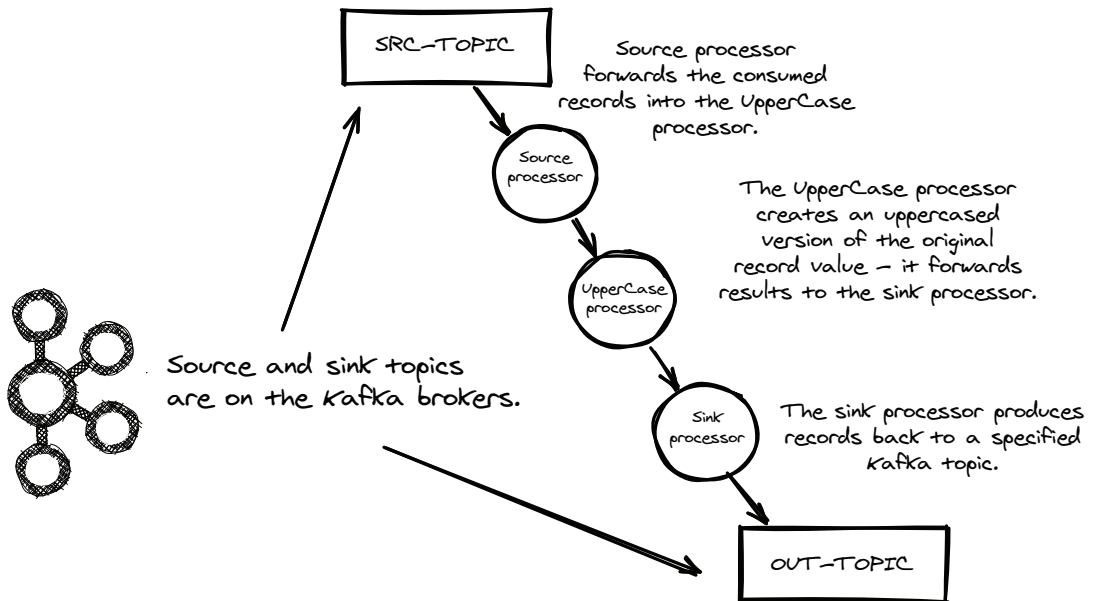 SRC-TOPIC
Source processor
forwards the consumed
records into the UpperCase
processor.
Source
processor
The UpperCase processor
creates an uppercased
version of the original
record value - it forwards
results to the sink processor.
UpperCase
processor
Source and sink topics
are on the Kafka brokers.
Sink
processor
The sink processor produces
records back to a specified
Kafka topic.
OUT-TOPIC